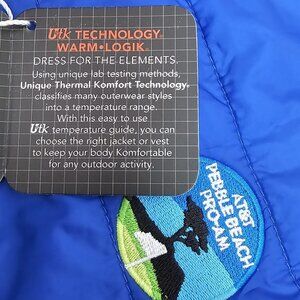 Utk TECHNOLOGY
WARM•LOGIK™
DRESS FOR THE ELEMENTS.
Using unique lab testing methods,
Unique Thermal Komfort Technology™
classifies many outerwear styles
into a temperature range.
With this easy to use
Utk temperature guide, you can
choose the right jacket or vest
to keep your body Komfortable
for any outdoor activity.
AT&T
PEBBLE BEACH
PRO-AM